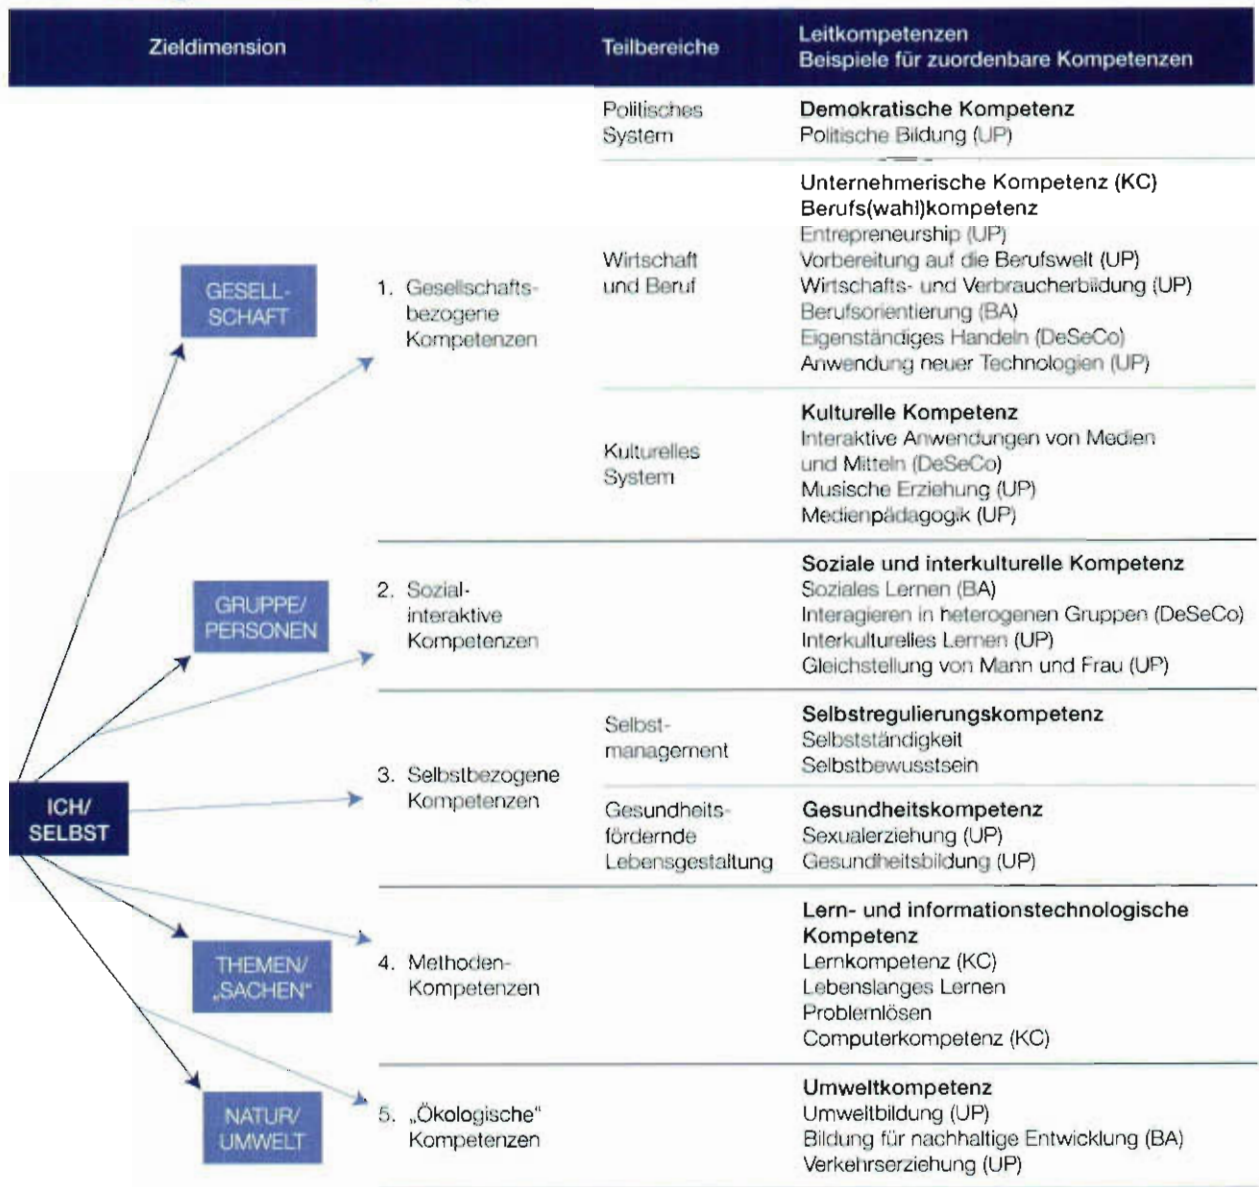 Zieldimension
Teilbereiche
Leitkompetenzen
Beispiele für zuordenbare Kompetenzen
Politisches
System
Demokratische Kompetenz
Politische Bildung (UP)
GESELL-
SCHAFT
1. Gesellschafts-
bezogene
Kompetenzen
Wirtschaft
und Beruf
Unternehmerische Kompetenz (KC)
Berufs(wahl)kompetenz
Entrepreneurship (UP)
Vorbereitung auf die Berufswelt (UP)
Wirtschafts- und Verbraucherbildung (UP)
Berufsorientierung (BA)
Eigenständiges Handeln (DeSeCo)
Anwendung neuer Technologien (UP)
Kulturelles
System
Kulturelle Kompetenz
Interaktive Anwendungen von Medien
und Mitteln (DeSeCo)
Musische Erziehung (UP)
Medienpädagogik (UP)
GRUPPE/
PERSONEN
2. Sozial-
interaktive
Kompetenzen
Soziale und interkulturelle Kompetenz
Soziales Lernen (BA)
Interagieren in heterogenen Gruppen (DeSeCo)
Interkulturelles Lernen (UP)
Gleichstellung von Mann und Frau (UP)
ICH/
SELBST
3. Selbstbezogene
Kompetenzen
Selbst-
management
Selbstregulierungskompetenz
Selbstständigkeit
Selbstbewusstsein
Gesundheits-
fördernde
Lebensgestaltung
Gesundheitskompetenz
Sexualerziehung (UP)
Gesundheitsbildung (UP)
THEMEN/
„SACHEN“
4. Methoden-
Kompetenzen
Lern- und informationstechnologische
Kompetenz
Lernkompetenz (KC)
Lebenslanges Lernen
Problemlösen
Computerkompetenz (KC)
NATUR/
UMWELT
5. „Ökologische“
Kompetenzen
Umweltkompetenz
Umweltbildung (UP)
Bildung für nachhaltige Entwicklung (BA)
Verkehrserziehung (UP)